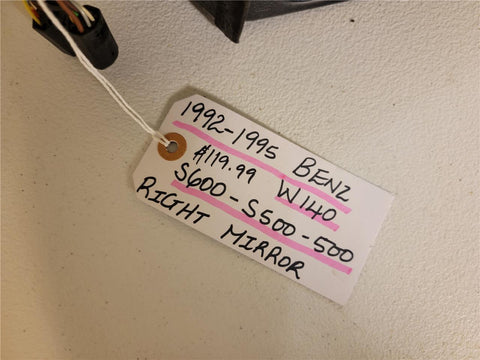 1992-1995 BENZ
$119.99 W140
S600-S500-500
RIGHT MIRROR